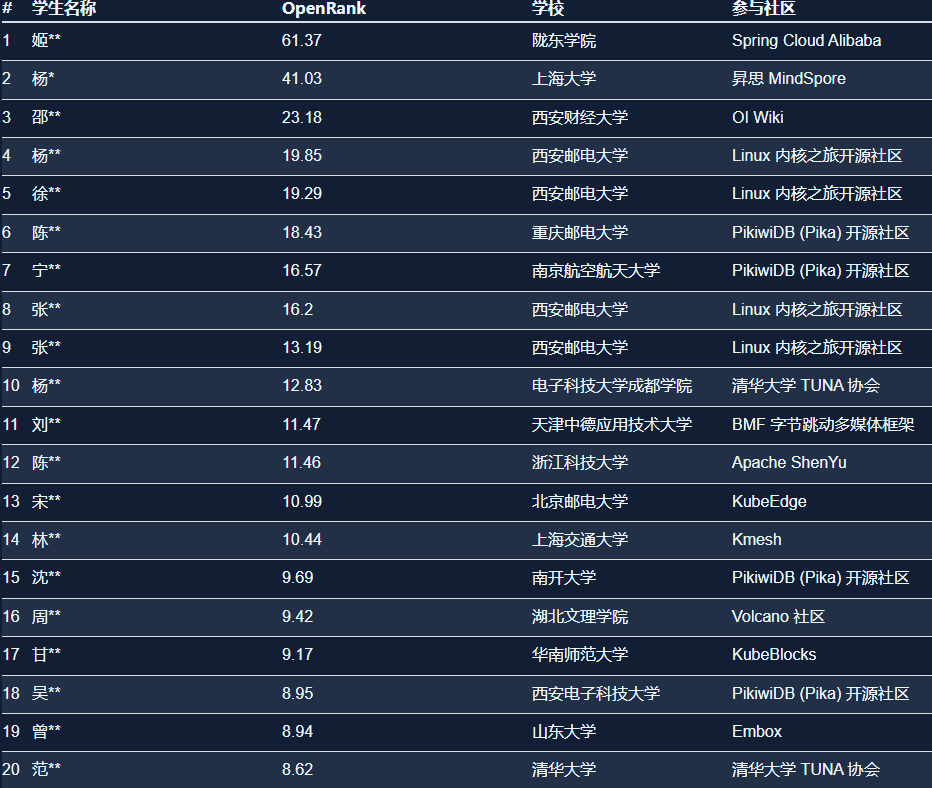 # 学生名称 OpenRank 学校 参与社区
1 姬** 61.37 陇东学院 Spring Cloud Alibaba
2 杨* 41.03 上海大学 昇思 MindSpore
3 邵** 23.18 西安财经大学 OI Wiki
4 杨** 19.85 西安邮电大学 Linux 内核之旅开源社区
5 徐** 19.29 西安邮电大学 Linux 内核之旅开源社区
6 陈** 18.43 重庆邮电大学 PikiwiDB (Pika) 开源社区
7 宁** 16.57 南京航空航天大学 PikiwiDB (Pika) 开源社区
8 张** 16.2 西安邮电大学 Linux 内核之旅开源社区
9 张** 13.19 西安邮电大学 Linux 内核之旅开源社区
10 杨** 12.83 电子科技大学成都学院 清华大学 TUNA 协会
11 刘** 11.47 天津中德应用技术大学 BMF 字节跳动多媒体框架
12 陈** 11.46 浙江科技大学 Apache ShenYu
13 宋** 10.99 北京邮电大学 KubeEdge
14 林** 10.44 上海交通大学 Kmesh
15 沈** 9.69 南开大学 PikiwiDB (Pika) 开源社区
16 周** 9.42 湖北文理学院 Volcano 社区
17 甘** 9.17 华南师范大学 KubeBlocks
18 吴** 8.95 西安电子科技大学 PikiwiDB (Pika) 开源社区
19 曾** 8.94 山东大学 Embox
20 范** 8.62 清华大学 清华大学 TUNA 协会